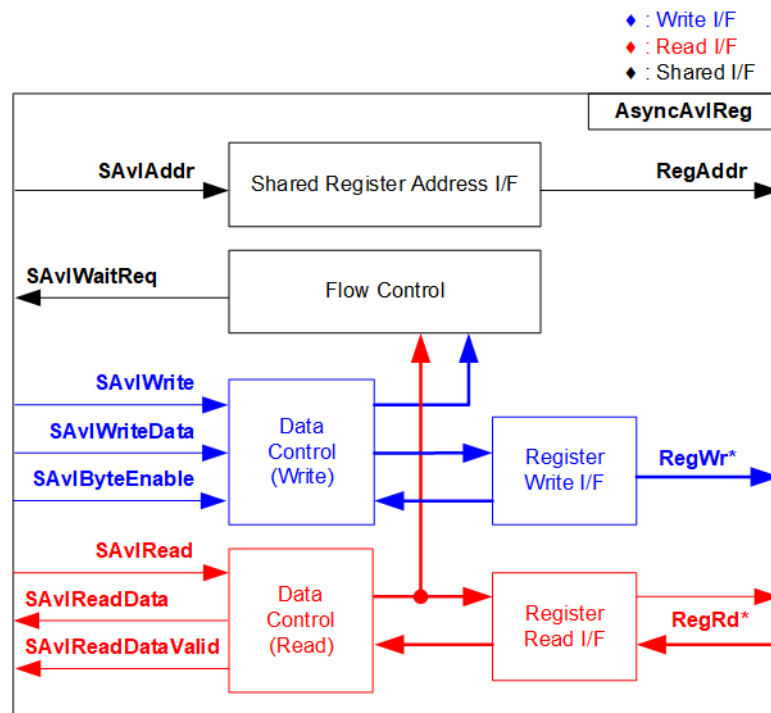 ♦ : Write I/F
♦ : Read I/F
♦ : Shared I/F
AsyncAvlReg
SAvlAddr
Shared Register Address I/F
RegAddr
SAvlWaitReq
Flow Control
SAvlWrite
SAvlWriteData
SAvlByteEnable
Data
Control
(Write)
Register
Write I/F
RegWr*
SAvlRead
SAvlReadData
SAvlReadDataValid
Data
Control
(Read)
Register
Read I/F
RegRd*